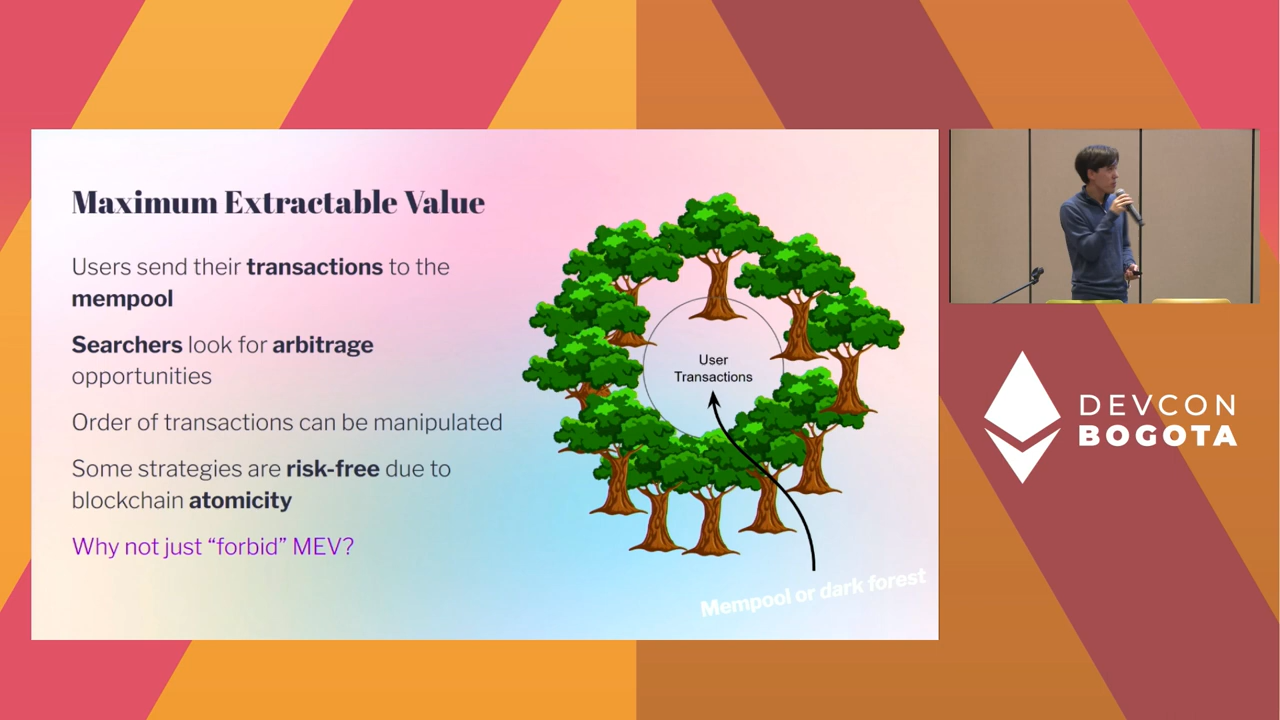 Maximum Extractable Value
Users send their transactions to the
mempool
Searchers look for arbitrage
opportunities
Order of transactions can be manipulated
Some strategies are risk-free due to
blockchain atomicity
Why not just “forbid” MEV?
User
Transactions
Mempool or dark forest
DEVCON
BOGOTA